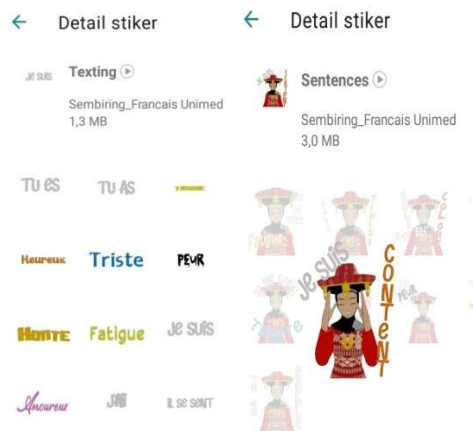 Detail stiker
je suis
Texting
Sembiring_Francais Unimed
1,3 MB
TU es
TU AS
Heureux
Triste
PEUR
HONTE
Fatigue
Je suis
Amoureux
J'Ai
IL se senT
Detail stiker
Sentences
Sembiring_Francais Unimed
3,0 MB
Je suis
CONTENT